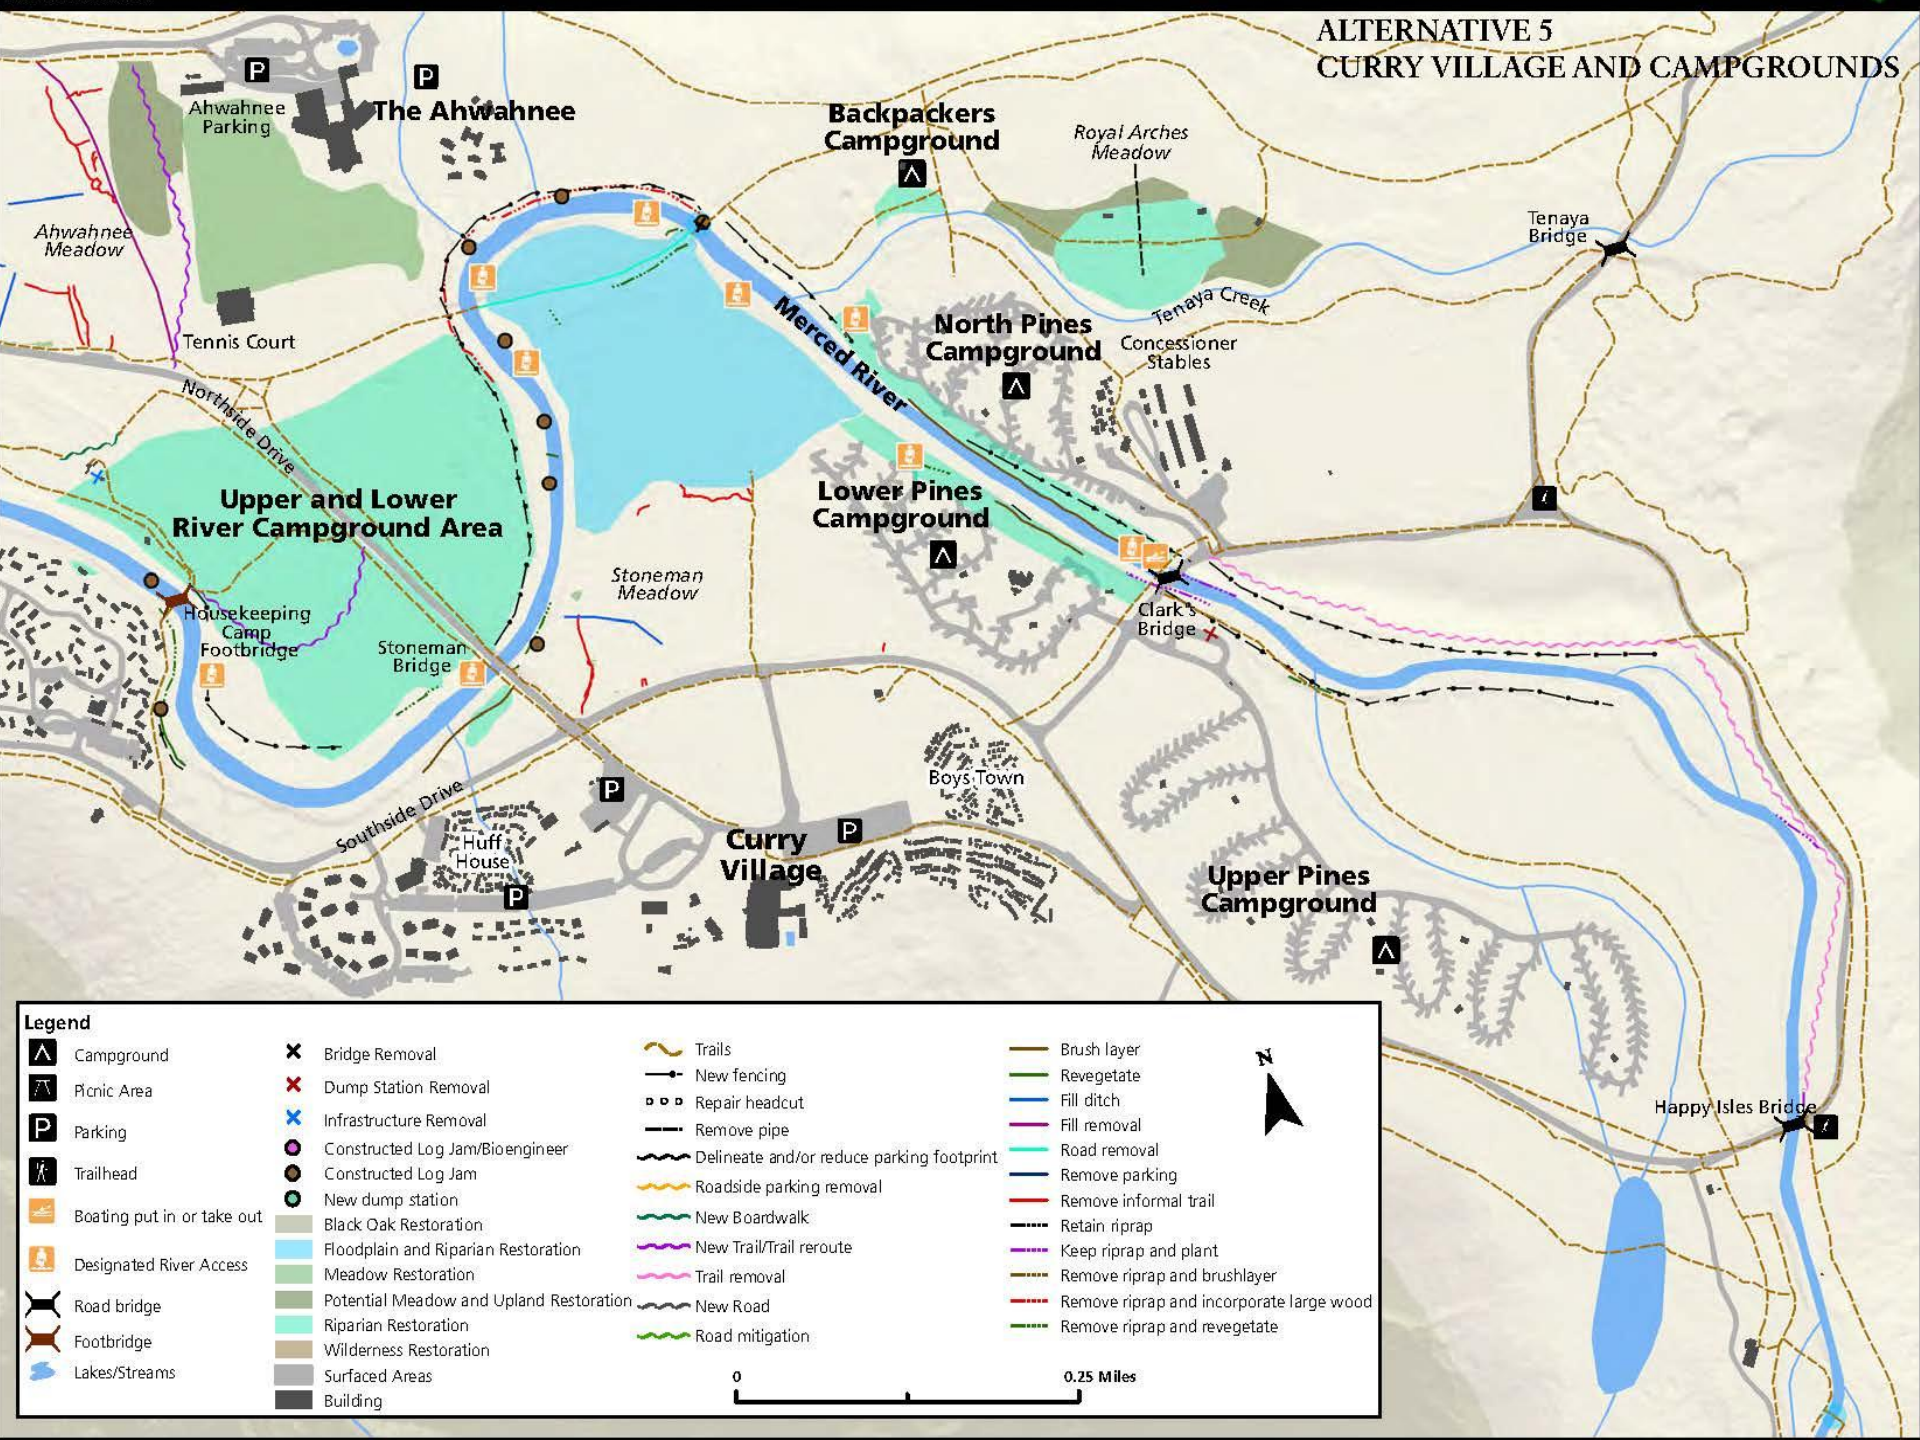 ALTERNATIVE 5
CURRY VILLAGE AND CAMPGROUNDS
P
P
Ahwahnee
Parking
The Ahwahnee
Backpackers
Campground
Royal Arches
Meadow
Tenaya
Bridge
Ahwahnee
Meadow
Tennis Court
Merced River
North Pines
Campground
Tenaya Creek
Concessioner
Stables
Northside Drive
Upper and Lower
River Campground Area
Lower Pines
Campground
Stoneman
Meadow
i
Housekeeping
Camp
Footbridge
Stoneman
Bridge
Clark's
Bridge
Southside Drive
P
Boys Town
Huff
House
P
Curry
Village
P
Upper Pines
Campground
Happy Isles Bridge
i
Legend
Campground
Picnic Area
P Parking
Trailhead
Boating put in or take out
Designated River Access
Road bridge
Footbridge
Lakes/Streams
Bridge Removal
Dump Station Removal
Infrastructure Removal
Constructed Log Jam/Bioengineer
Constructed Log Jam
New dump station
Black Oak Restoration
Floodplain and Riparian Restoration
Meadow Restoration
Potential Meadow and Upland Restoration
Riparian Restoration
Wilderness Restoration
Surfaced Areas
Building
Trails
New fencing
Repair headcut
Remove pipe
Delineate and/or reduce parking footprint
Roadside parking removal
New Boardwalk
New Trail/Trail reroute
Trail removal
New Road
Road mitigation
Brush layer
Revegetate
Fill ditch
Fill removal
Road removal
Remove parking
Remove informal trail
Retain riprap
Keep riprap and plant
Remove riprap and brushlayer
Remove riprap and incorporate large wood
Remove riprap and revegetate
N
0 0.25 Miles